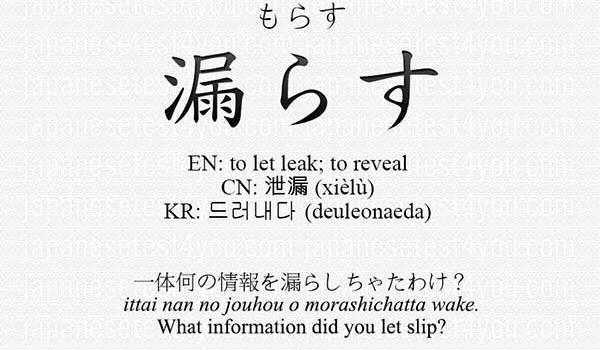 もらす
漏らす
EN: to let leak; to reveal
CN: 泄漏 (xièlù)
KR: 드러내다 (deuleonaeda)
一体何の情報を漏らしちゃたわけ？
ittai nan no jouhou o morashichatta wake.
What information did you let slip?
japanesetest4you.com